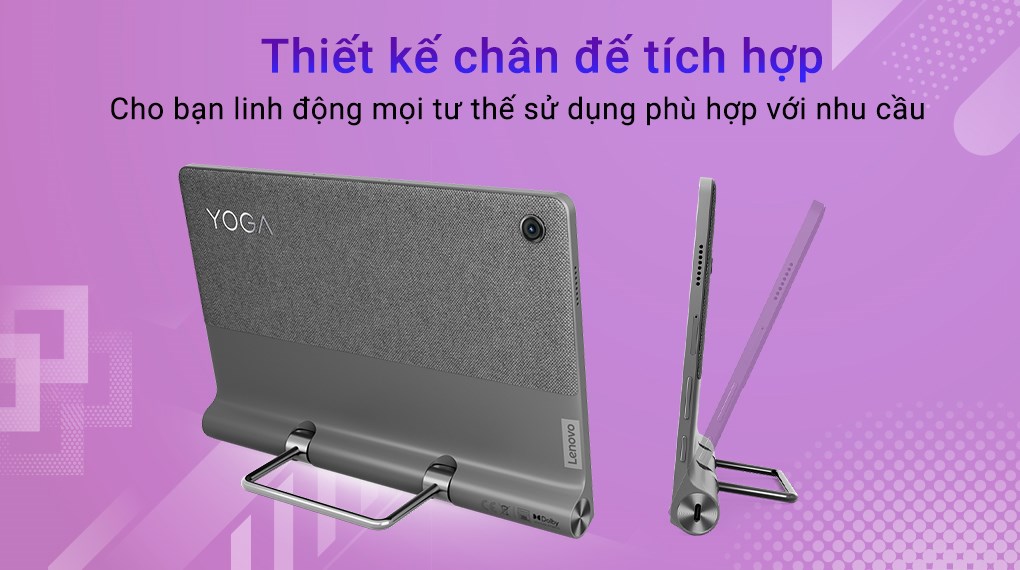 Thiết kế chân đế tích hợp
Cho bạn linh động mọi tư thế sử dụng phù hợp với nhu cầu
YOGA
Lenovo
Dolby